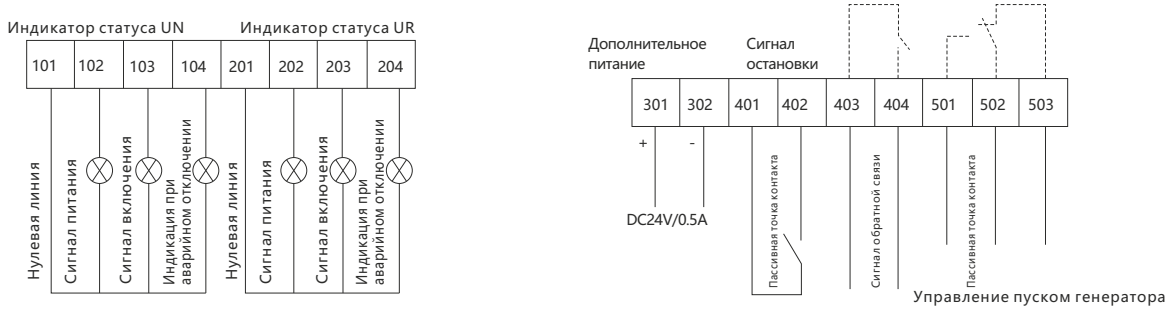 Индикатор статуса UN
Индикатор статуса UR
101 102 103 104 201 202 203 204
Нулевая линия
Сигнал питания
Сигнал включения
Индикация при
аварийном отключении
Нулевая линия
Сигнал питания
Сигнал включения
Индикация при
аварийном отключении
Дополнительное
питание
Сигнал
остановки
301 302 401 402 403 404 501 502 503
+ -
DC24V/0.5A
Пассивная точка контакта
Сигнал обратной связи
Пассивная точка контакта
Управление пуском генератора